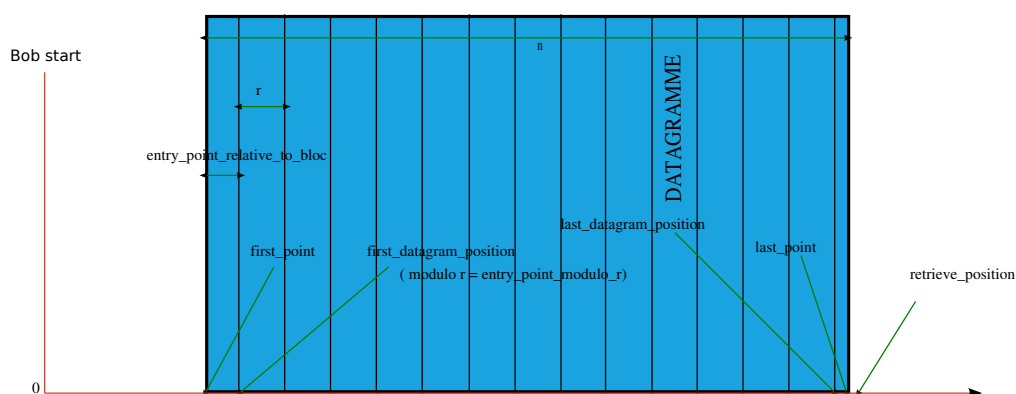 n
Bob start
r
DATAGRAMME
entry_point_relative_to_bloc
last_datagram_position
first_point
first_datagram_position
last_point
( modulo r = entry_point_modulo_r)
retrieve_position
0